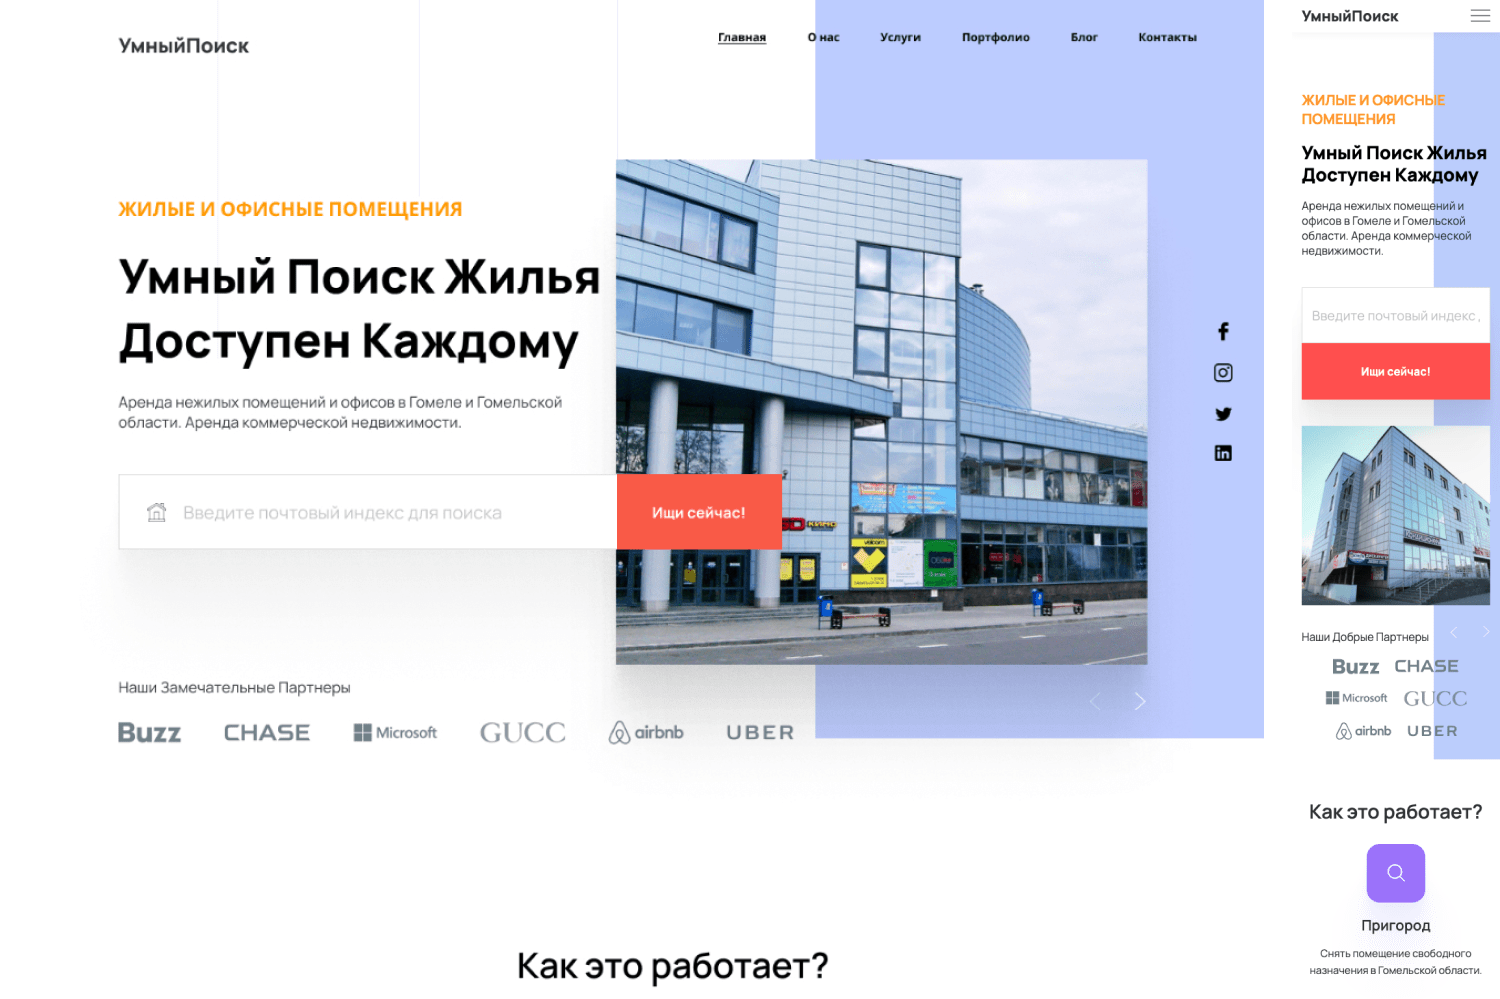 УмныйПоиск
Главная О нас Услуги Портфолио Блог Контакты
ЖИЛЫЕ И ОФИСНЫЕ ПОМЕЩЕНИЯ
Умный Поиск Жилья
Доступен Каждому
Аренда нежилых помещений и офисов в Гомеле и Гомельской
области. Аренда коммерческой недвижимости.
Введите почтовый индекс для поиска
Ищи сейчас!
КИНО
velcom
Наши Замечательные Партнеры
Buzz CHASE Microsoft GUCC airbnb UBER
Как это работает?
УмныйПоиск
ЖИЛЫЕ И ОФИСНЫЕ
ПОМЕЩЕНИЯ
Умный Поиск Жилья
Доступен Каждому
Аренда нежилых помещений и
офисов в Гомеле и Гомельской
области. Аренда коммерческой
недвижимости.
Введите почтовый индекс
Ищи сейчас!
Наши Добрые Партнеры
Buzz CHASE
Microsoft GUCC
airbnb UBER
Как это работает?
Пригород
Снять помещение свободного
назначения в Гомельской области.